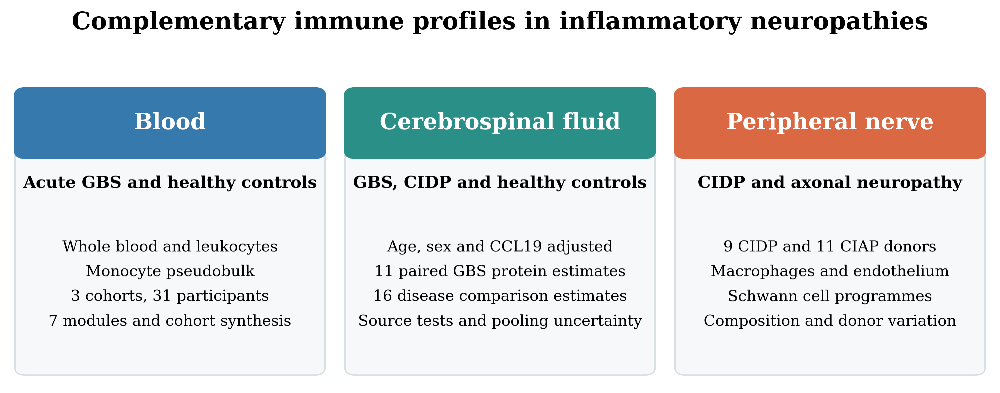 Complementary immune profiles in inflammatory neuropathies
Blood
Acute GBS and healthy controls
Whole blood and leukocytes
Monocyte pseudobulk
3 cohorts, 31 participants
7 modules and cohort synthesis
Cerebrospinal fluid
GBS, CIDP and healthy controls
Age, sex and CCL19 adjusted
11 paired GBS protein estimates
16 disease comparison estimates
Source tests and pooling uncertainty
Peripheral nerve
CIDP and axonal neuropathy
9 CIDP and 11 CIAP donors
Macrophages and endothelium
Schwann cell programmes
Composition and donor variation